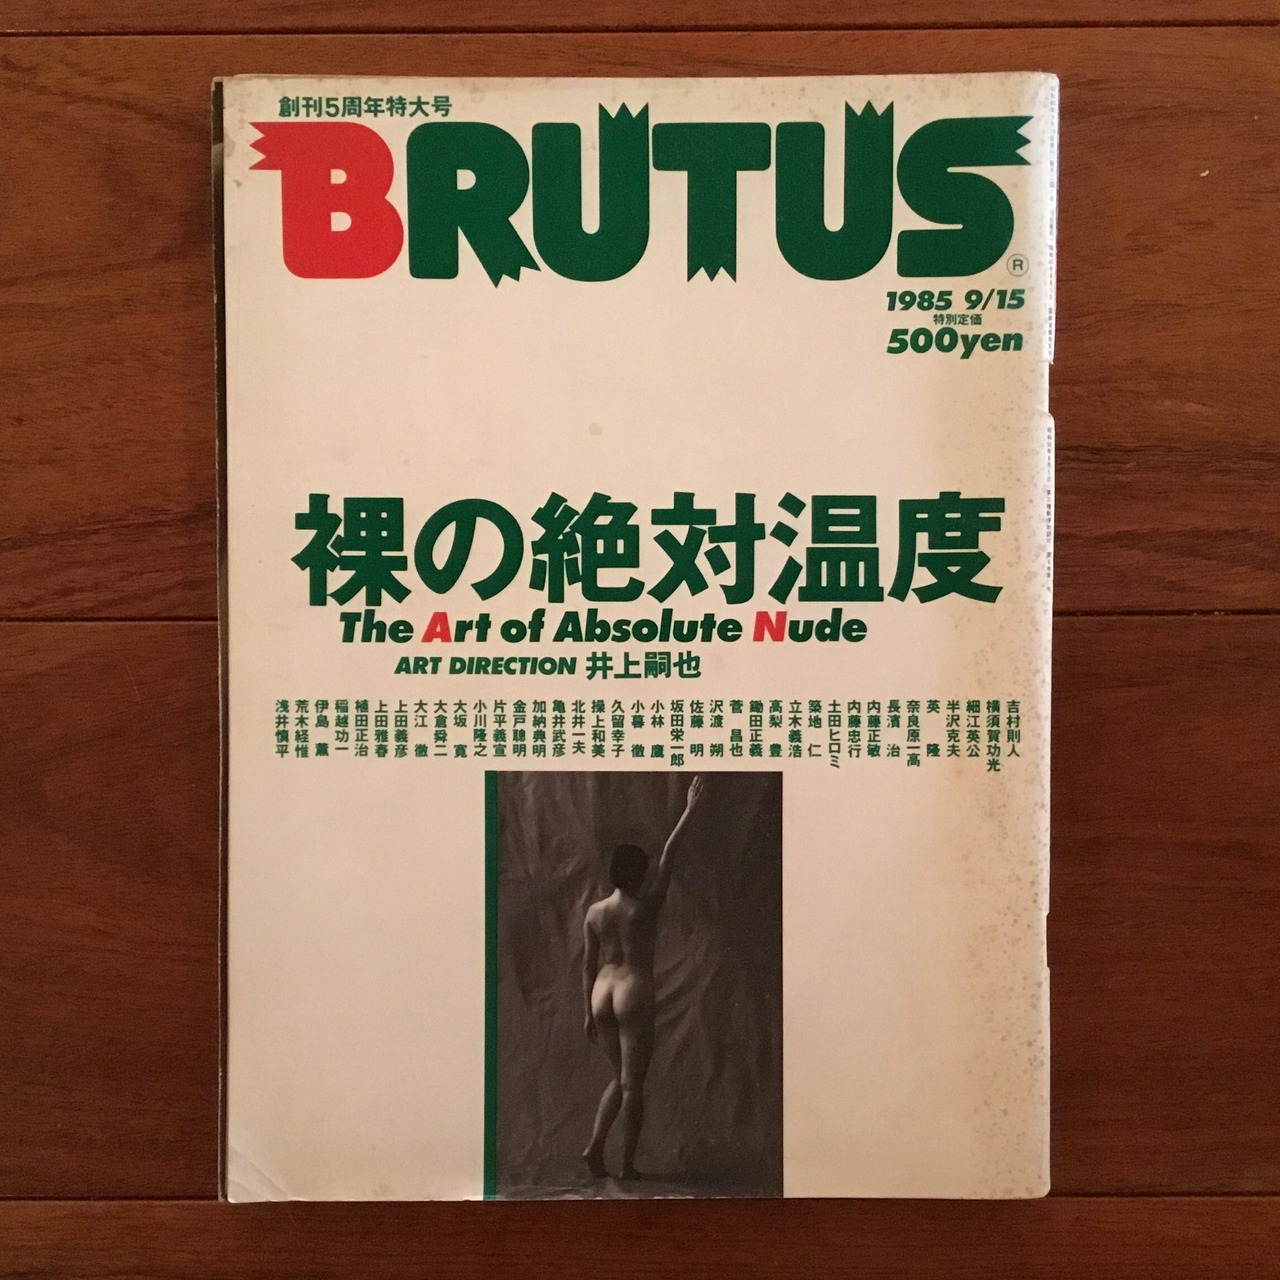 創刊5周年特大号
BRUTUS
®
1985 9/15
特別定価
500yen
裸の絶対温度
The Art of Absolute Nude
ART DIRECTION 井上嗣也
吉村則人
横須賀功光
細江英公
半沢克夫
英 隆
奈良原一高
長濱 治
内藤正敏
内藤忠行
土田ヒロミ
築地 仁
立木義浩
高梨 豊
鋤田正義
菅 昌也
沢渡 朔
佐藤 明
坂田栄一郎
小林 鷹
小暮 徹
久留幸子
操上和美
北井一夫
亀井武彦
加納典明
金戸聰明
片平義宣
小川隆之
大坂 寛
大倉舜二
大江 徹
上田義彦
上田雅春
植田正治
稲越功一
伊島 薫
荒木経惟
浅井慎平